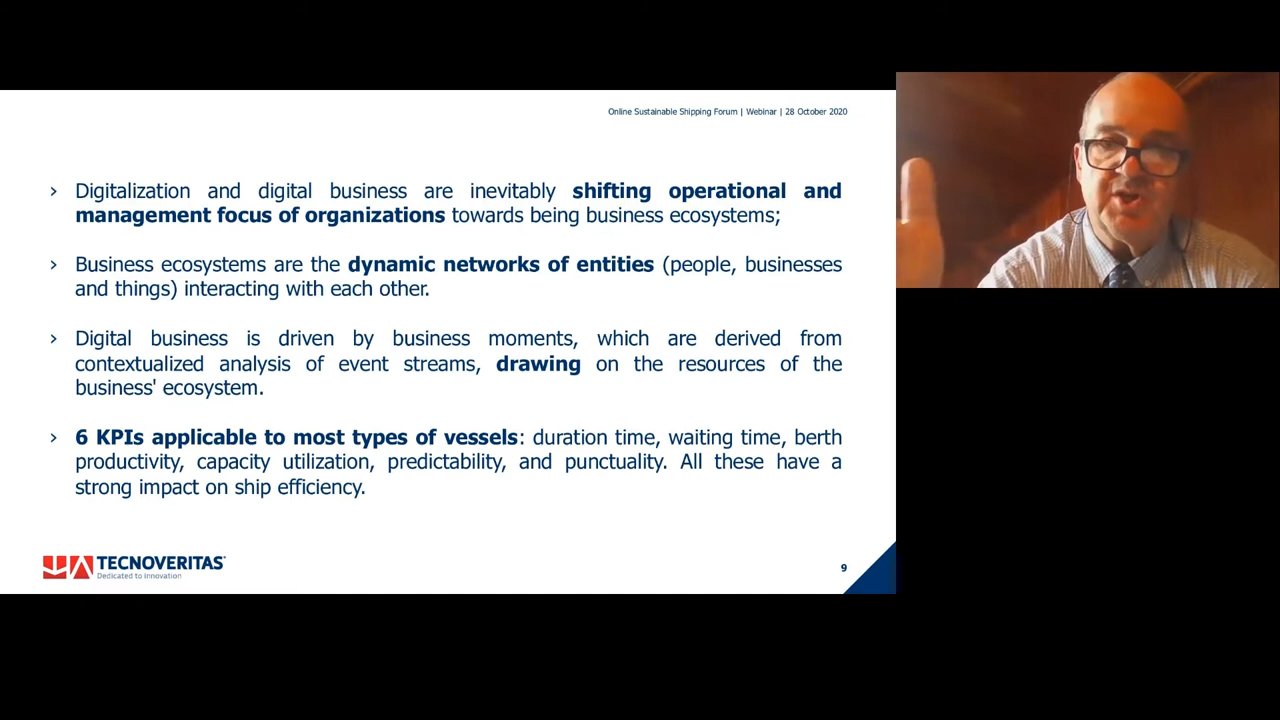 Online Sustainable Shipping Forum | Webinar | 28 October 2020
› Digitalization and digital business are inevitably shifting operational and
management focus of organizations towards being business ecosystems;
› Business ecosystems are the dynamic networks of entities (people, businesses
and things) interacting with each other.
› Digital business is driven by business moments, which are derived from
contextualized analysis of event streams, drawing on the resources of the
business' ecosystem.
› 6 KPIs applicable to most types of vessels: duration time, waiting time, berth
productivity, capacity utilization, predictability, and punctuality. All these have a
strong impact on ship efficiency.
TECNOVERITAS®
Dedicated to Innovation
9